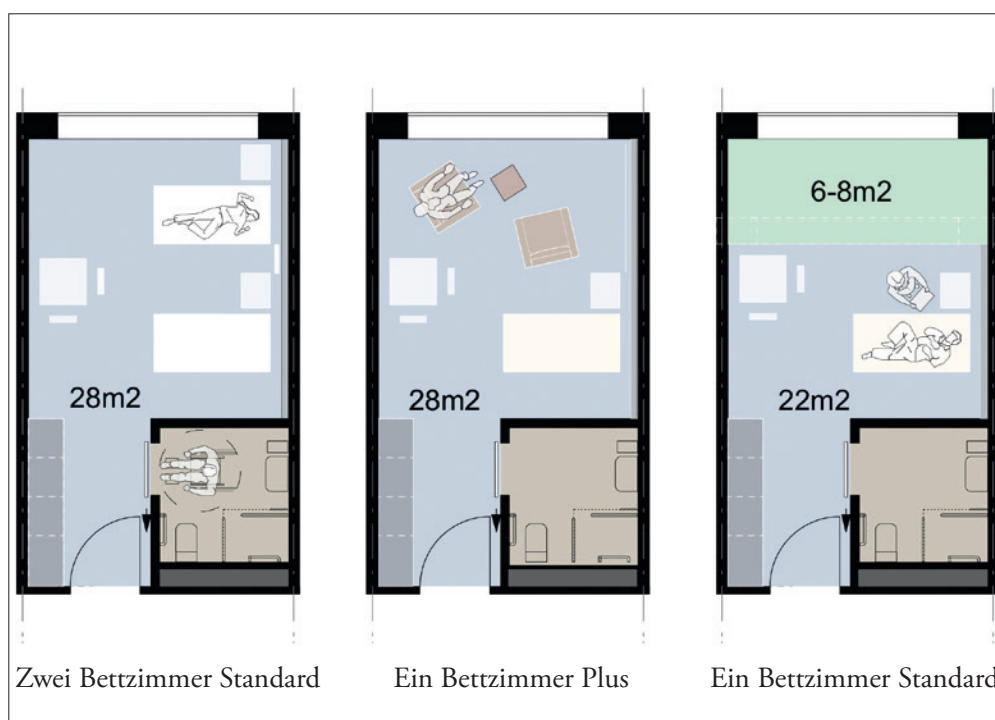 6-8m2
28m2
28m2
22m2
Zwei Bettzimmer Standard
Ein Bettzimmer Plus
Ein Bettzimmer Standard